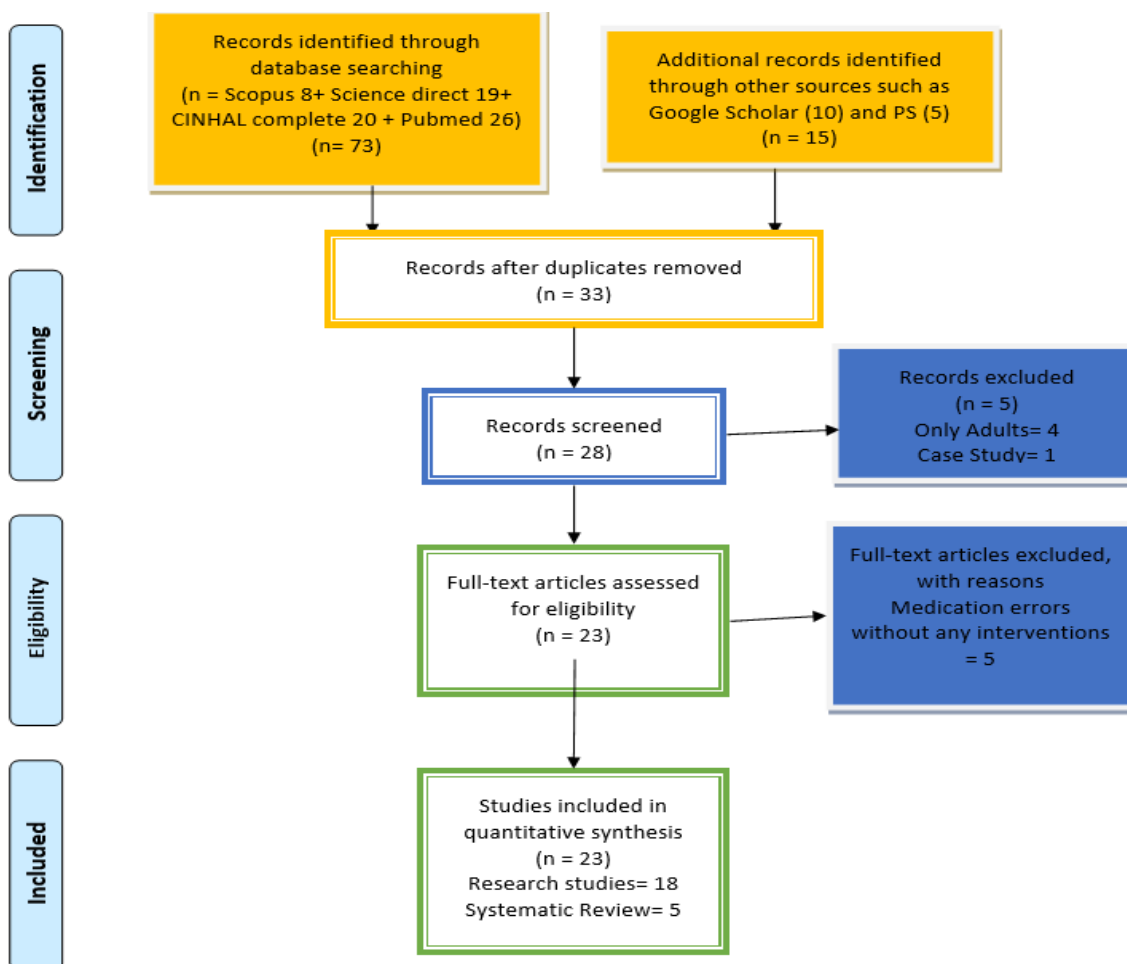 Identification
Records identified through
database searching
(n = Scopus 8+ Science direct 19+
CINHAL complete 20 + Pubmed 26)
(n= 73)
Additional records identified
through other sources such as
Google Scholar (10) and PS (5)
(n = 15)
Records after duplicates removed
(n = 33)
Screening
Records screened
(n = 28)
Records excluded
(n = 5)
Only Adults= 4
Case Study= 1
Eligibility
Full-text articles assessed
for eligibility
(n = 23)
Full-text articles excluded,
with reasons
Medication errors
without any interventions
= 5
Included
Studies included in
quantitative synthesis
(n = 23)
Research studies= 18
Systematic Review= 5